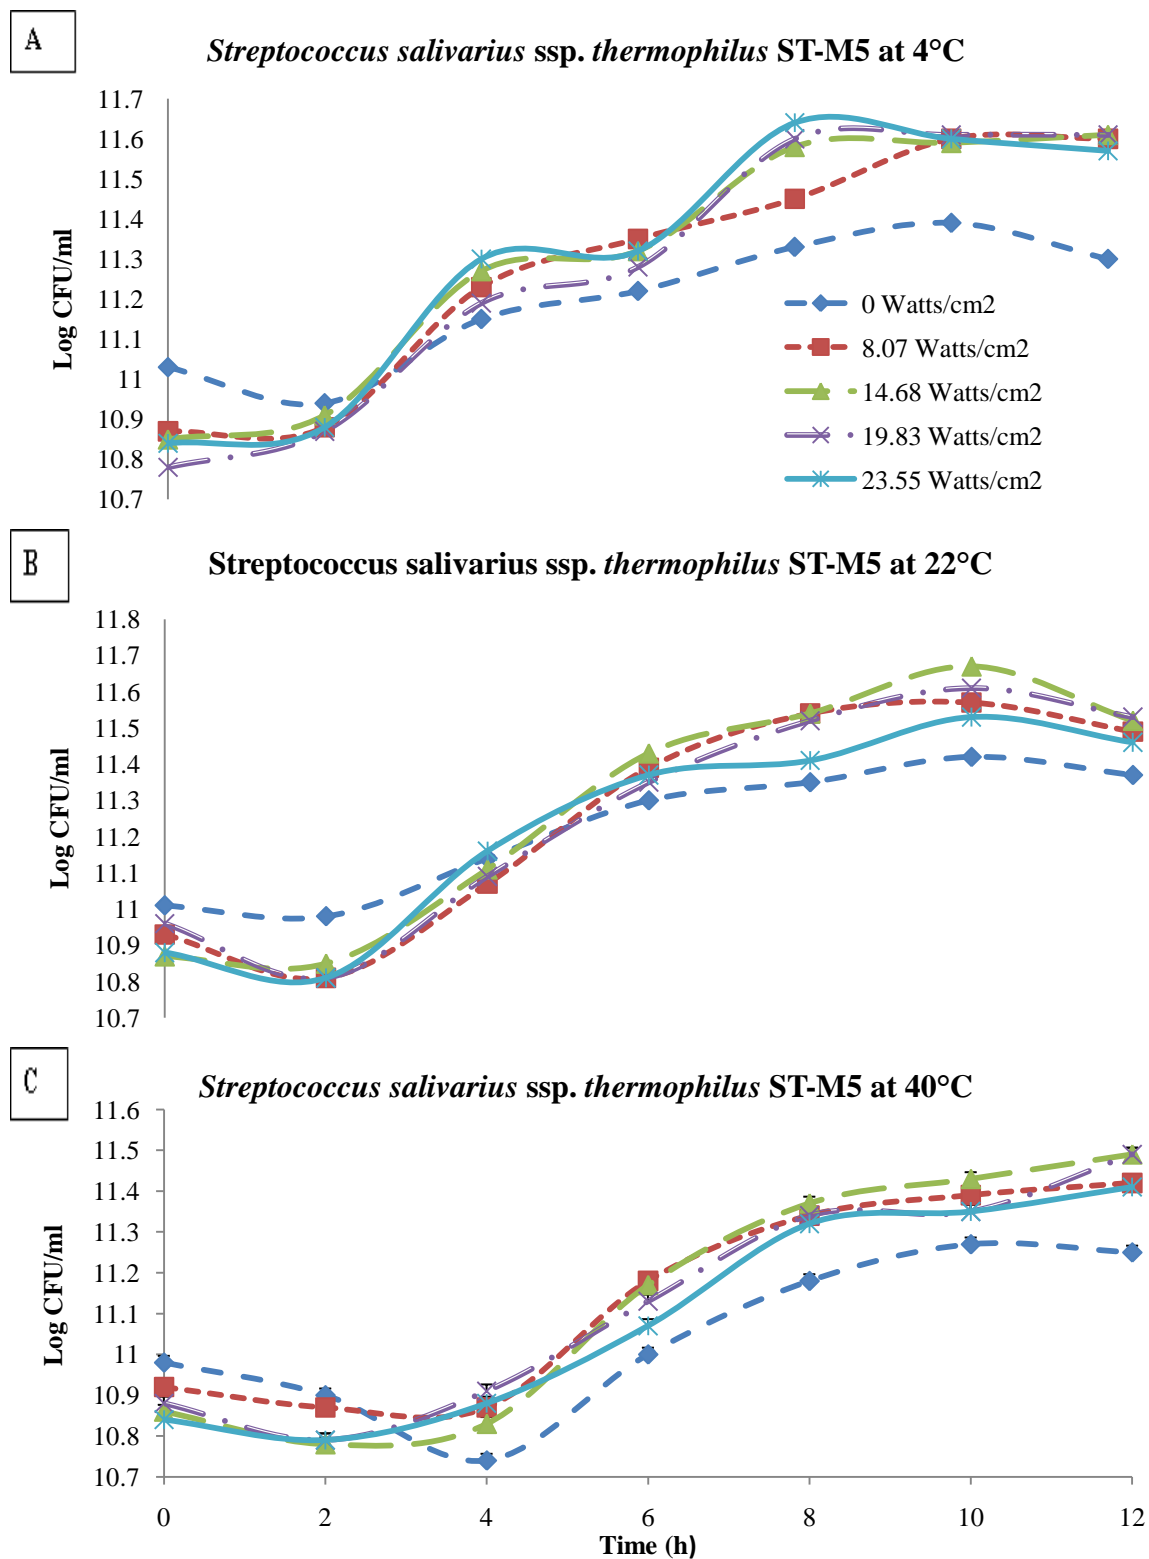 A
Streptococcus salivarius ssp. thermophilus ST-M5 at 4°C
11.7
11.6
11.5
11.4
11.3
11.2
11.1
11
10.9
10.8
10.7
Log CFU/ml
0 Watts/cm2
8.07 Watts/cm2
14.68 Watts/cm2
19.83 Watts/cm2
23.55 Watts/cm2
B
Streptococcus salivarius ssp. thermophilus ST-M5 at 22°C
11.8
11.7
11.6
11.5
11.4
11.3
11.2
11.1
11
10.9
10.8
10.7
Log CFU/ml
C
Streptococcus salivarius ssp. thermophilus ST-M5 at 40°C
11.6
11.5
11.4
11.3
11.2
11.1
11
10.9
10.8
10.7
Log CFU/ml
0 2 4 6 8 10 12
Time (h)